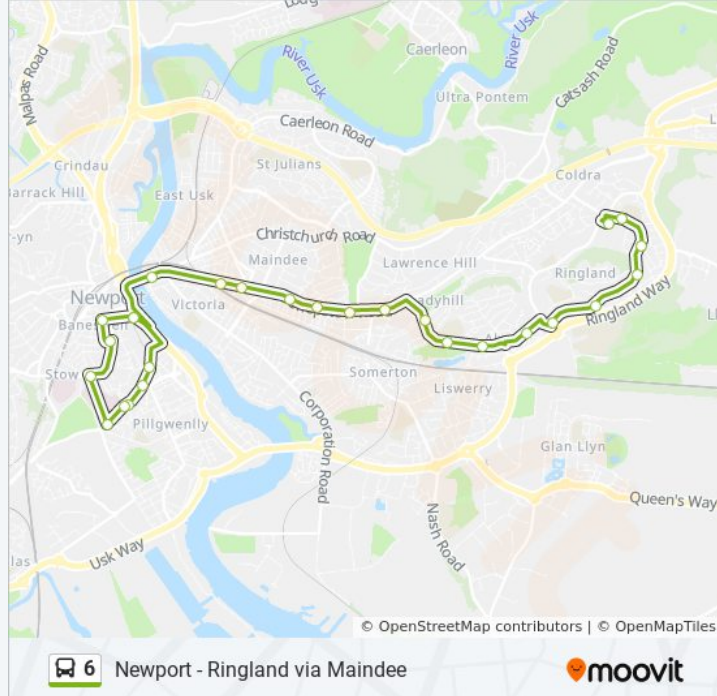 River Usk
River Usk
Caerleon
Malpas Road
Ultra Pontem
Catsash Road
Caerleon Road
Crindau
St Julians
Coldra
Barrack Hill
East Usk
Christchurch Road
Maindee
Lawrence Hill
Ringland
Newport
Victoria
Ringland Way
Stow
Somerton
Liswerry
Pillgwenlly
Corporation Road
Glan Llyn
Queen's Way
Nash Road
Usk Way
© OpenStreetMap contributors | © OpenMapTiles
6 Newport - Ringland via Maindee
moovit